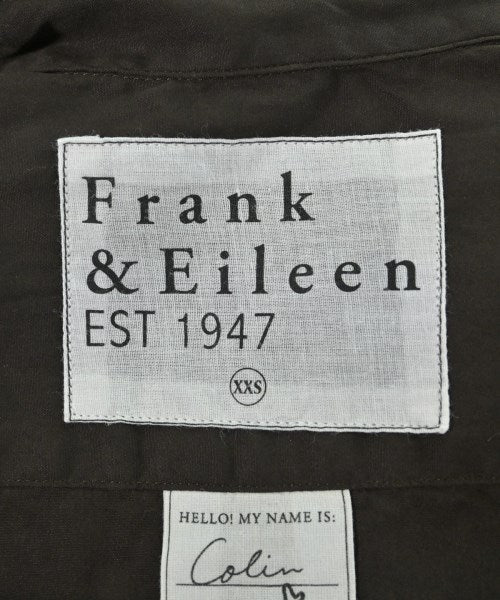 Frank
& Eileen
EST 1947
XXS
HELLO! MY NAME IS:
Colin